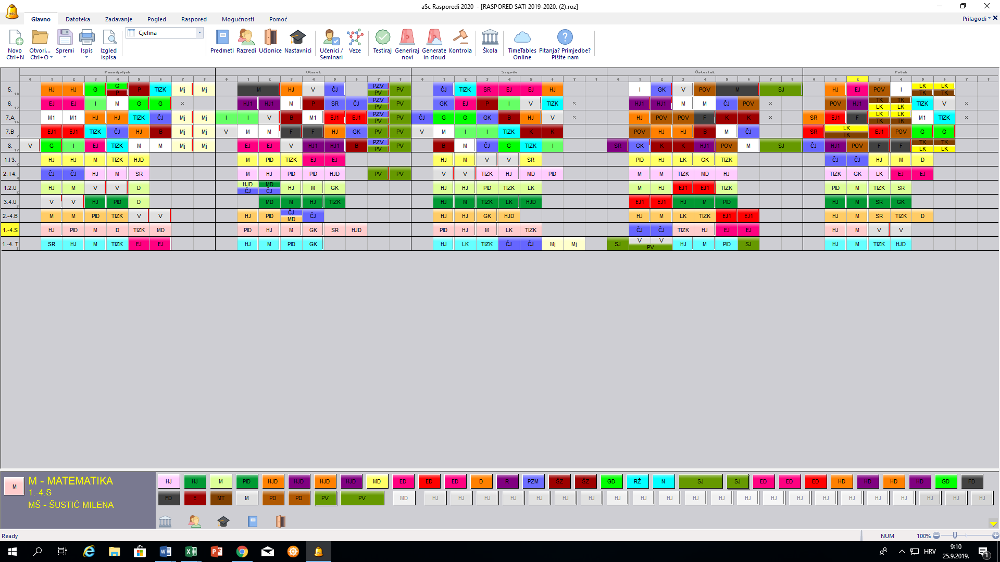 aSc Rasporedi 2020 - [RASPORED SATI 2019-2020. (2).roz]
Glavno Datoteka Zadavanje Pogled Raspored Mogućnosti Pomoć Prilagodi
Cjelina
Novo Otvori... Spremi Ispis Izgled Predmeti Razredi Učionice Nastavnici Učenici / Veze Testiraj Generiraj Generate Kontrola Škola TimeTables Pitanja? Primjedbe?
Ctrl+N Ctrl+O ispisa Seminari novi in cloud Online Pišite nam
Ponedjeljak Utorak Srijeda Četvrtak Petak
0 1 2 3 4 5 6 7 8 0 1 2 3 4 5 6 7 8 0 1 2 3 4 5 6 7 8 0 1 2 3 4 5 6 7 8 0 1 2 3 4 5 6 7 8
5. 18 HJ HJ G G P P TIZK Mj Mj M HJ V ČJ PZV PV PV ČJ TIZK SR EJ EJ HJ I GK V POV M SJ HJ EJ POV I LK TK LK TK
6. 17 EJ EJ I M G G × HJ1 HJ1 M P SR ČJ PZV PV PV GK EJ P I V TIZK × HJ1 HJ1 M M ČJ POV × POV HJ1 TK LK TK LK TIZK V ×
7.A 16 M1 M1 HJ HJ TIZK ČJ Mj Mj I I V B M1 EJ1 EJ1 PZV PV PV ČJ G G GK B HJ V × HJ POV POV F K K × SR EJ1 F LK TK LK TK M1 TIZK ×
7.B 7 EJ1 EJ1 TIZK ČJ HJ B Mj Mj V M M F F HJ GK PV PV V M I I TIZK K K POV HJ HJ B M ČJ SR LK TK EJ1 POV G G
8. 17 V G I EJ TIZK M M Mj Mj EJ EJ V HJ1 HJ1 B PZV PV PV B M ČJ G TIZK I SR GK K K HJ1 POV M SJ ČJ HJ1 POV F F TK LK TK LK
1.I 3. 2 HJ HJ M TIZK HJD M PID TIZK EJ EJ HJ M V V SR PID HJ LK GK TIZK ČJ ČJ HJ M D
2. I 4. 4 ČJ ČJ HJ M SR M HJ PID PID HJD PV PV V V TIZK HJ MD PID M M TIZK MD HJ TIZK GK LK EJ EJ
1.2.U 2 HJ M V V D HJD ČJ MD ČJ HJ M GK HJ HJ PID TIZK LK M HJ EJ1 EJ1 TIZK PID M TIZK SR
3.4.U 3 V V HJ PID D MD M HJ TIZK HJ M TIZK LK HJD EJ1 EJ1 HJ M PID HJ M SR GK
2.-4.B M M PID TIZK V V HJ PID ČJ MD ČJ HJ HJ GK HJD HJ M LK TIZK EJ1 EJ1 HJ M SR TIZK D
1.-4.S HJ PID M D TIZK MD PID HJ M GK SR HJD PID HJ M LK TIZK ČJ ČJ TIZK HJ EJ EJ HJ M V V
1.-4. T 3 SR HJ M TIZK EJ EJ HJ M PID GK HJ LK TIZK ČJ ČJ Mj Mj SJ V V PV HJ M PID SJ HJ M TIZK HJD
M
M - MATEMATIKA
1.-4.S
MŠ - ŠUSTIĆ MILENA
HJ HJ M PID HJD HJD HJD HJD MD ED ED ED D R PZM ŠZ ŠZ GD RŽ N SJ SJ ED ED ED HD HD HD HD GD FD
FD E MT M PD PD PV PV MD HJ HJ HJ HJ HJ HJ HJ HJ HJ HJ HJ HJ HJ HJ HJ HJ HJ HJ HJ HJ HJ HJ
Ready NUM 100%
HRV 9:10
25.9.2019. 1